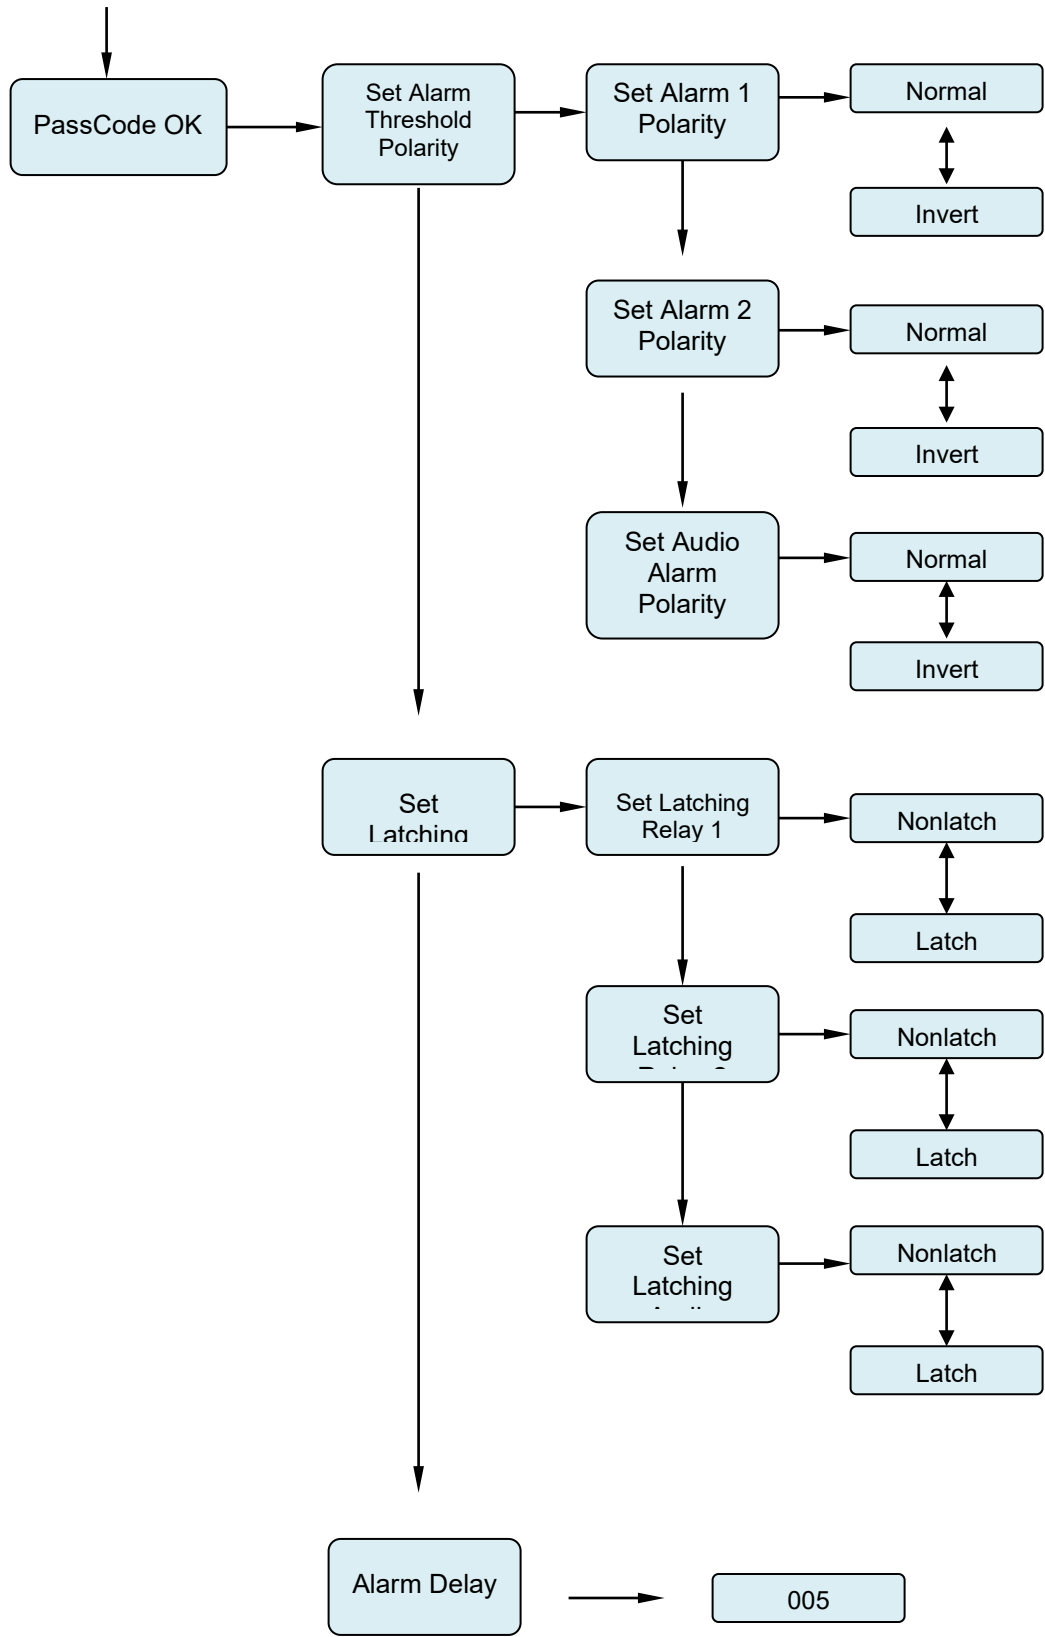 PassCode OK
Set Alarm
Threshold
Polarity
Set Alarm 1
Polarity
Normal
Invert
Set Alarm 2
Polarity
Normal
Invert
Set Audio
Alarm
Polarity
Normal
Invert
Set
Latching
Set Latching
Relay 1
Nonlatch
Latch
Set
Latching
Nonlatch
Latch
Set
Latching
Nonlatch
Latch
Alarm Delay
005